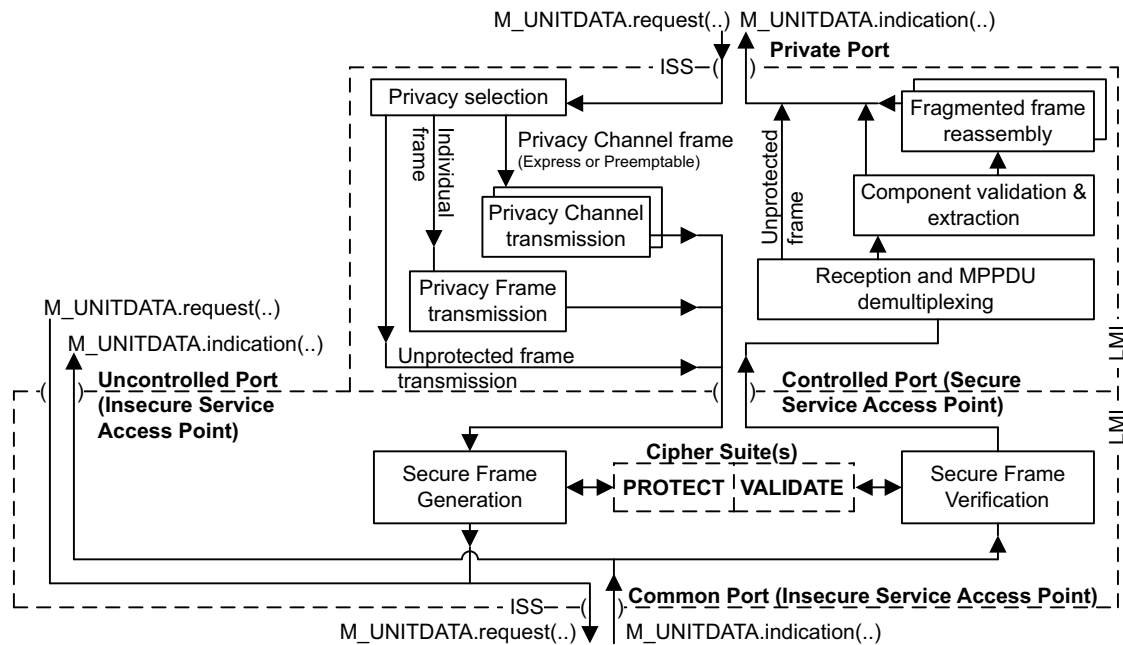 M_UNITDATA.request(..) M_UNITDATA.indication(..)
Private Port
ISS ( )
Privacy selection
Individual
frame
Privacy Channel frame
(Express or Preemptable)
Privacy Channel
transmission
Privacy Frame
transmission
Unprotected frame
transmission
Unprotected
frame
Fragmented frame
reassembly
Component validation &
extraction
Reception and MPPDU
demultiplexing
LMI
M_UNITDATA.request(..)
M_UNITDATA.indication(..)
( )
Uncontrolled Port
(Insecure Service
Access Point)
( )
Controlled Port (Secure
Service Access Point)
LMI
Secure Frame
Generation
Cipher Suite(s)
PROTECT VALIDATE
Secure Frame
Verification
ISS ( )
Common Port (Insecure Service Access Point)
M_UNITDATA.request(..) M_UNITDATA.indication(..)